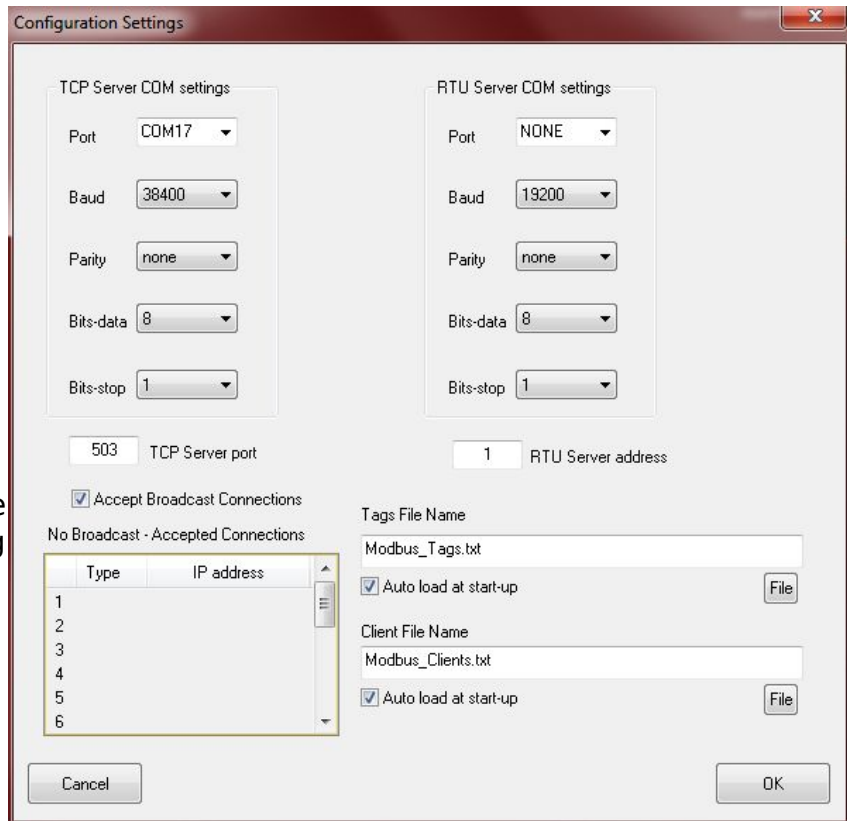 Configuration Settings
TCP Server COM settings
Port COM17
Baud 38400
Parity none
Bits-data 8
Bits-stop 1
503 TCP Server port
Accept Broadcast Connections
No Broadcast - Accepted Connections
Type IP address
1
2
3
4
5
6
RTU Server COM settings
Port NONE
Baud 19200
Parity none
Bits-data 8
Bits-stop 1
1 RTU Server address
Tags File Name
Modbus_Tags.txt
Auto load at start-up File
Client File Name
Modbus_Clients.txt
Auto load at start-up File
Cancel OK